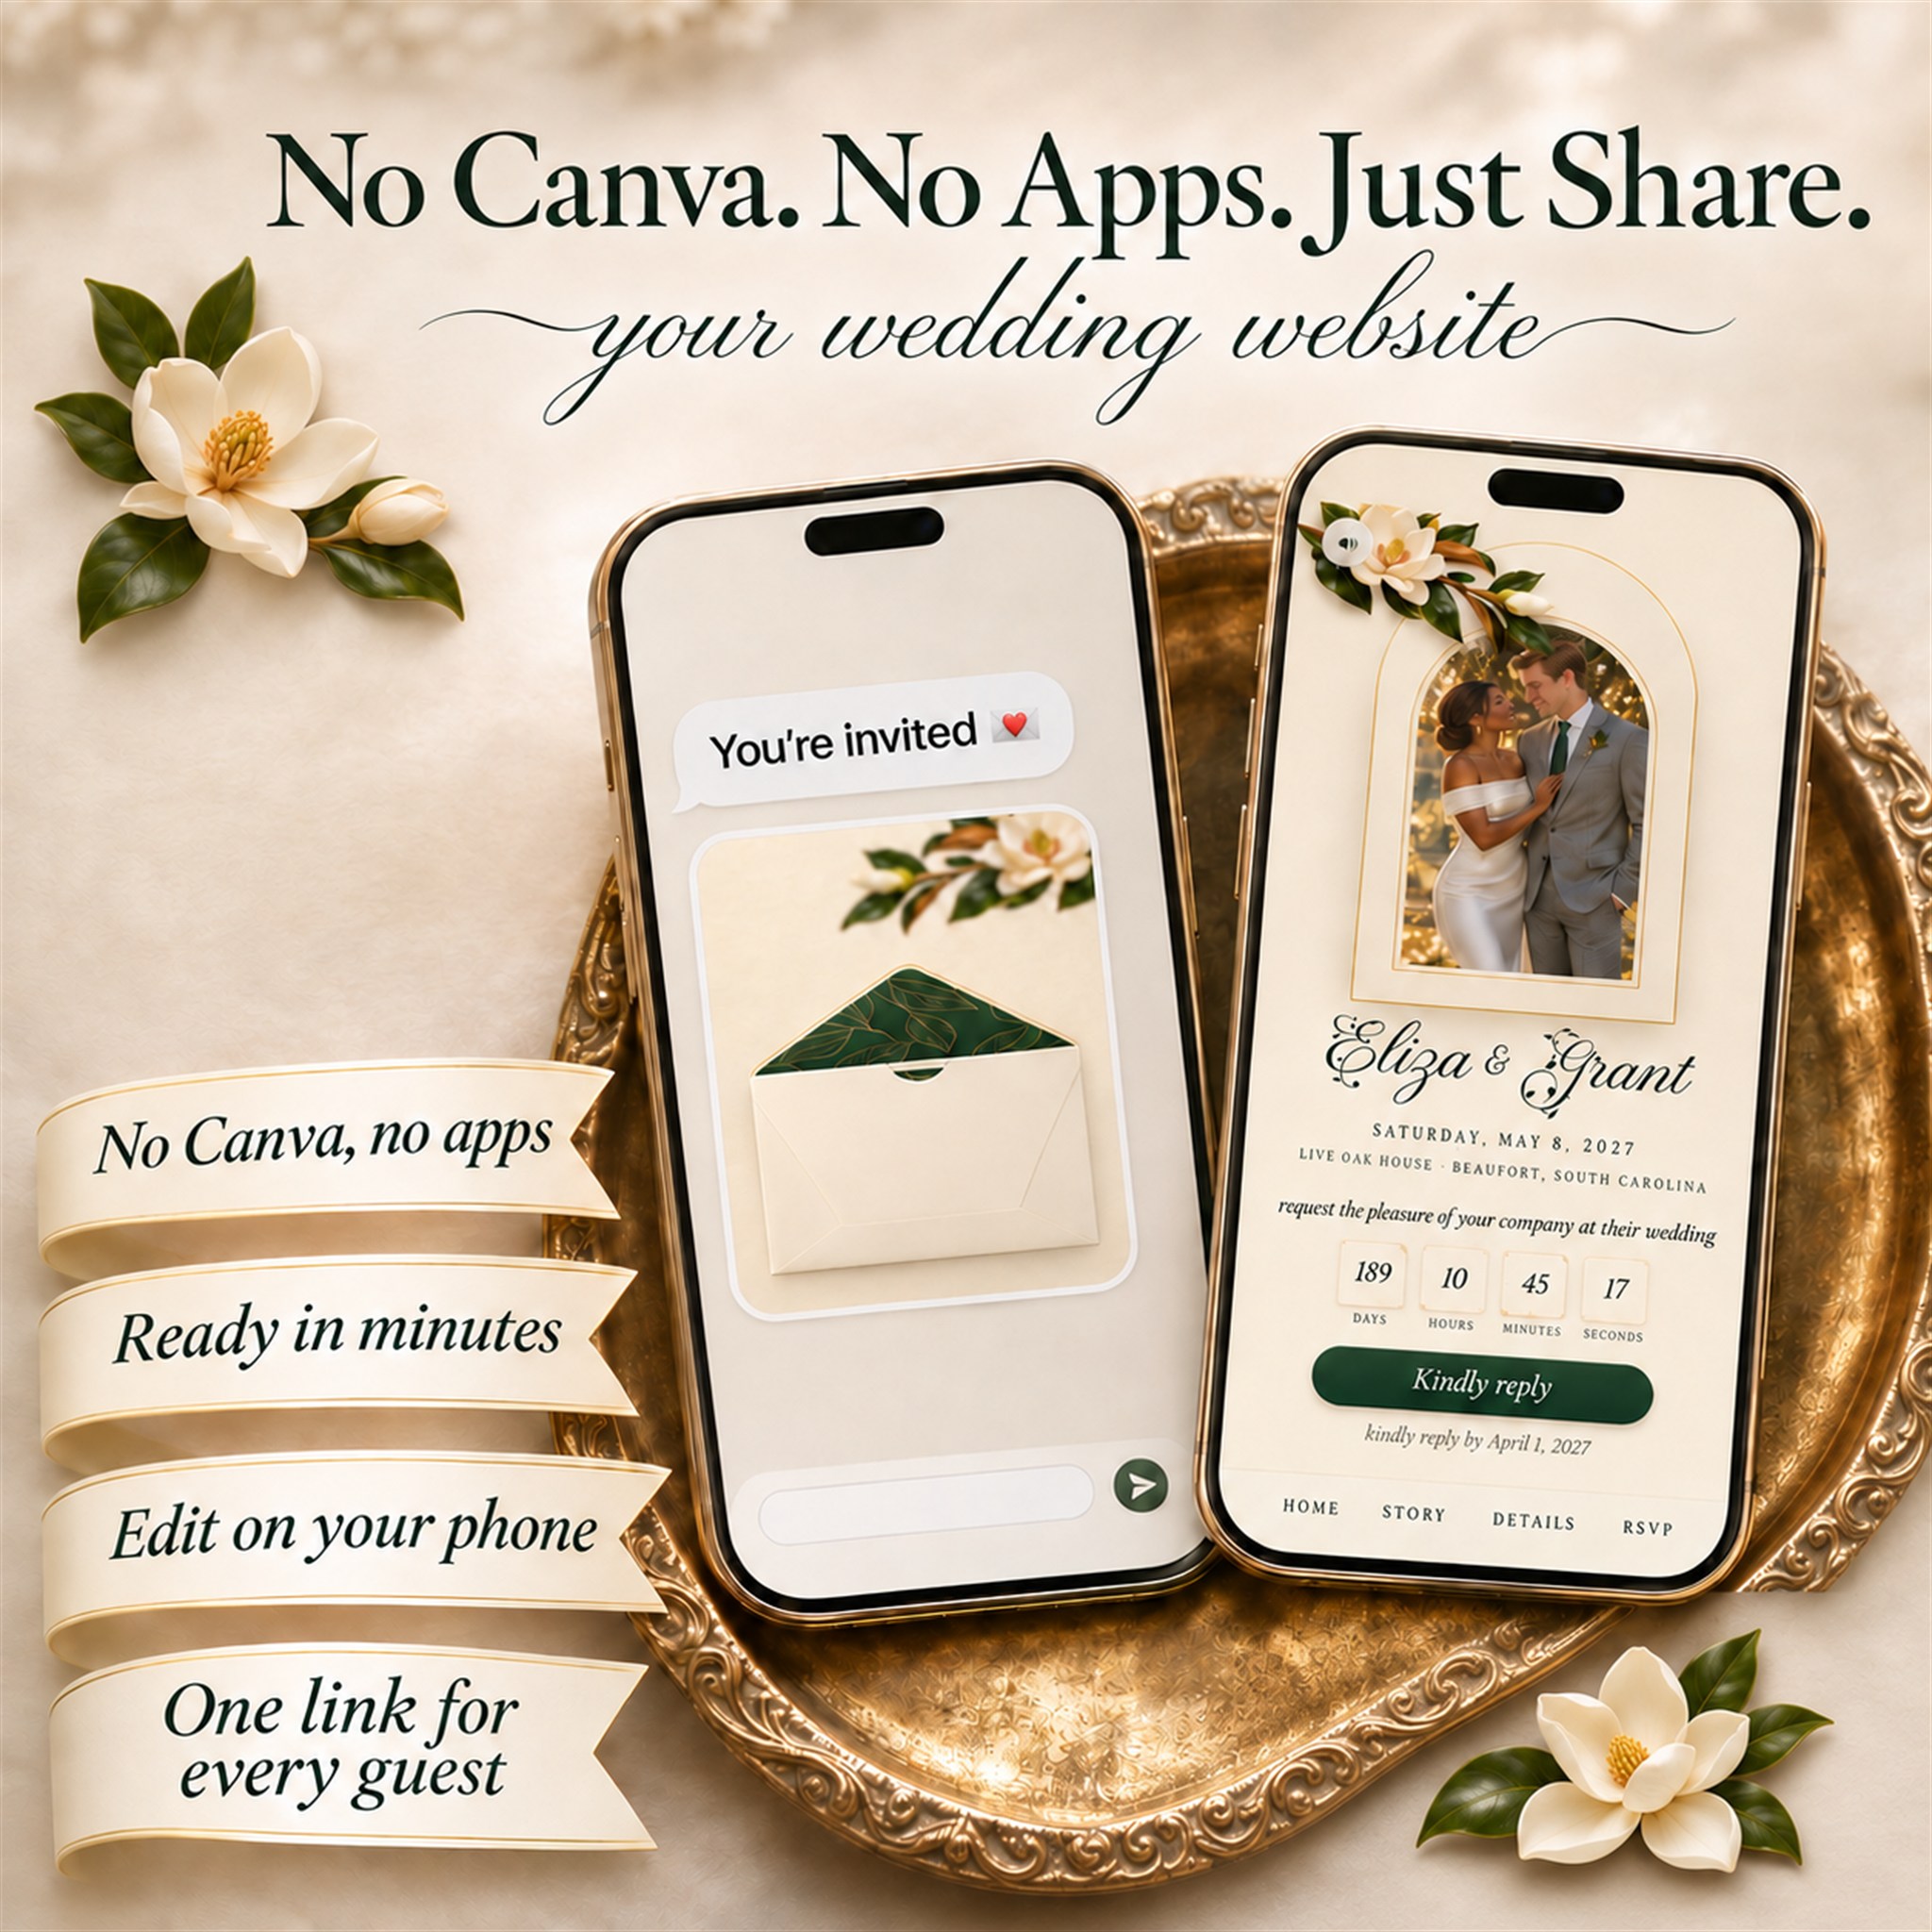 No Canva. No Apps. Just Share.
your wedding website
You're invited
Eliza & Grant
SATURDAY, MAY 8, 2027
LIVE OAK HOUSE · BEAUFORT, SOUTH CAROLINA
request the pleasure of your company at their wedding
189 10 45 17
DAYS HOURS MINUTES SECONDS
Kindly reply
kindly reply by April 1, 2027
HOME STORY DETAILS RSVP
No Canva, no apps
Ready in minutes
Edit on your phone
One link for
every guest